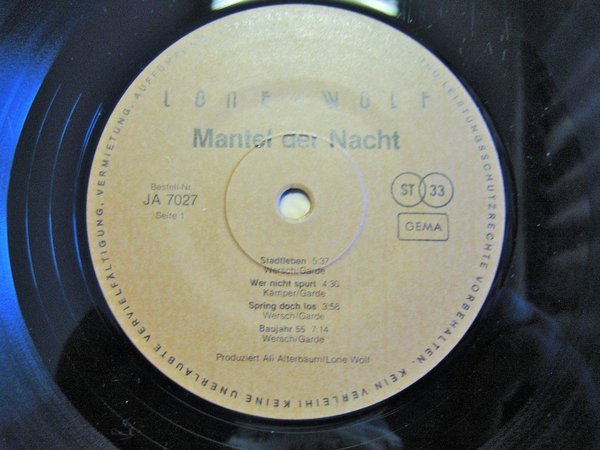 LONE WOLF
Mantel der Nacht
Bestell-Nr.
JA 7027
Seite 1
ST 33
GEMA
Stadtleben 5:37
Wersch/Garde
Wer nicht spurt 4:30
Kämper/Garde
Spring doch los 3:58
Wersch/Garde
Baujahr 55 7:14
Wersch/Garde
Produziert Ali Alterbaum/Lone Wolf
LEISTUNGSSCHUTZRECHTE VORBEHALTEN. KEIN VERLEIH! KEINE UNERLAUBTE VERVIELFÄLTIGUNG, VERMIETUNG,